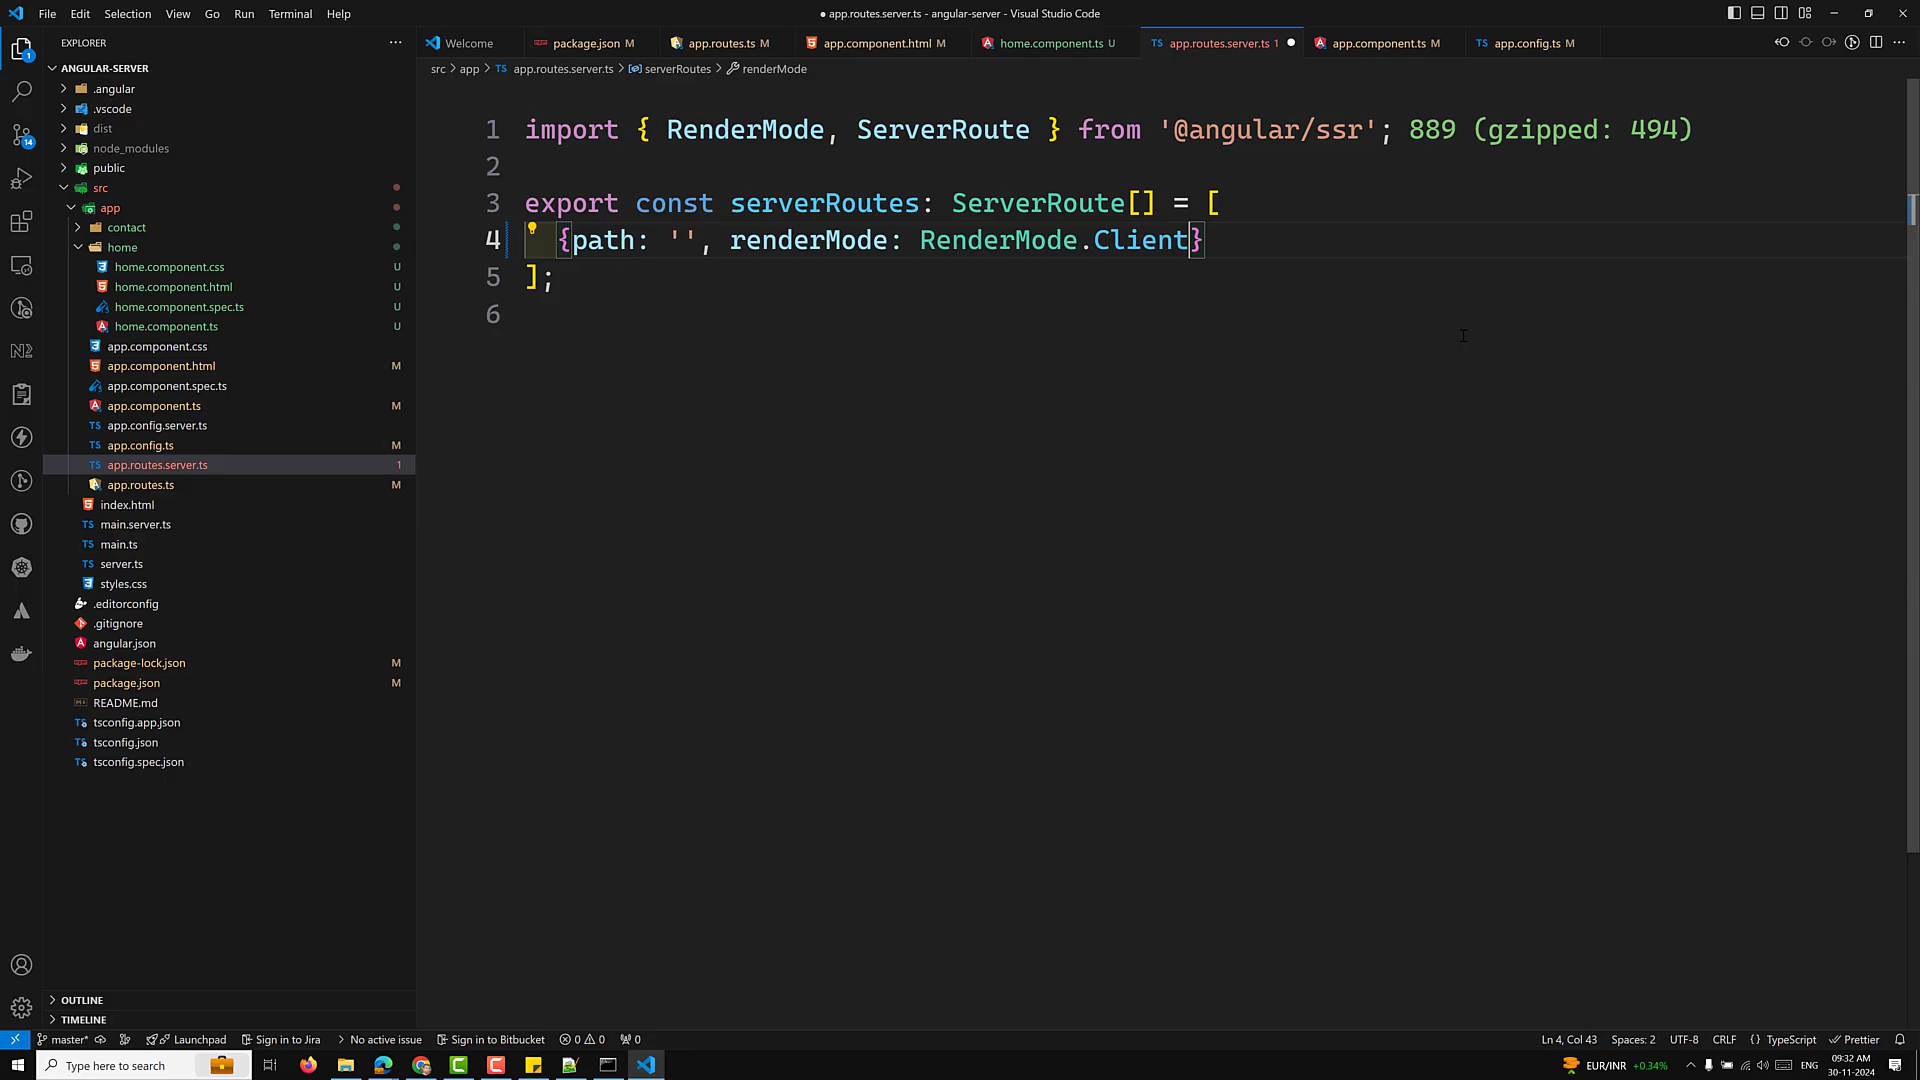 File Edit Selection View Go Run Terminal Help
● app.routes.server.ts - angular-server - Visual Studio Code
EXPLORER
ANGULAR-SERVER
.angular
.vscode
dist
node_modules
public
src
app
contact
home
home.component.css U
home.component.html U
home.component.spec.ts U
home.component.ts U
app.component.css
app.component.html M
app.component.spec.ts
app.component.ts M
app.config.server.ts
app.config.ts M
app.routes.server.ts 1
app.routes.ts M
index.html
main.server.ts
main.ts
server.ts
styles.css
.editorconfig
.gitignore
angular.json
package-lock.json M
package.json M
README.md
tsconfig.app.json
tsconfig.json
tsconfig.spec.json
OUTLINE
TIMELINE
Welcome package.json M app.routes.ts M app.component.html M home.component.ts U app.routes.server.ts 1 app.component.ts M app.config.ts M
src > app > TS app.routes.server.ts > serverRoutes > renderMode
1 import { RenderMode, ServerRoute } from '@angular/ssr'; 889 (gzipped: 494)
2
3 export const serverRoutes: ServerRoute[] = [
4 {path: '', renderMode: RenderMode.Client}
5 ];
6
master* Launchpad Sign in to Jira No active issue Sign in to Bitbucket 0 0 0
Ln 4, Col 43 Spaces: 2 UTF-8 CRLF {} TypeScript Prettier
Type here to search
EUR/INR +0.34% ENG 09:32 AM
30-11-2024